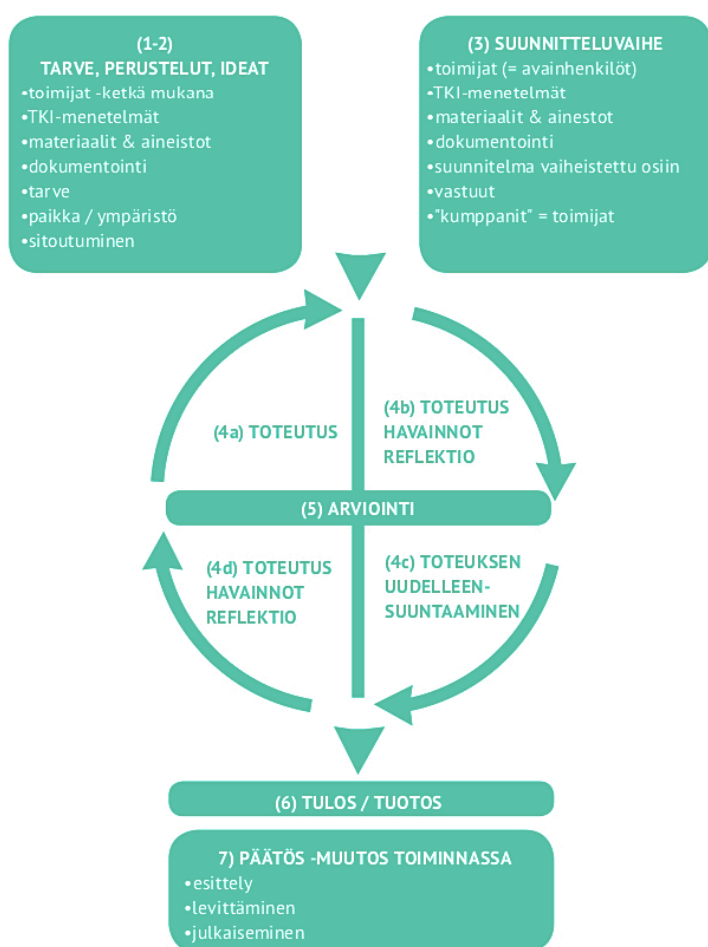 (1-2)
TARVE, PERUSTELUT, IDEAT
•toimijat -ketkä mukana
•TKI-menetelmät
•materiaalit & aineistot
•dokumentointi
•tarve
•paikka / ympäristö
•sitoutuminen
(3) SUUNNITTELUVAIHE
•toimijat (= avainhenkilöt)
•TKI-menetelmät
•materiaalit & ainestot
•dokumentointi
•suunnitelma vaiheistettu osiin
•vastuut
•"kumppanit" = toimijat
(4a) TOTEUTUS
(4b) TOTEUTUS
HAVAINNOT
REFLEKTIO
(5) ARVIOINTI
(4d) TOTEUTUS
HAVAINNOT
REFLEKTIO
(4c) TOTEUKSEN
UUDELLEEN-
SUUNTAAMINEN
(6) TULOS / TUOTOS
7) PÄÄTÖS -MUUTOS TOIMINNASSA
•esittely
•levittäminen
•julkaiseminen